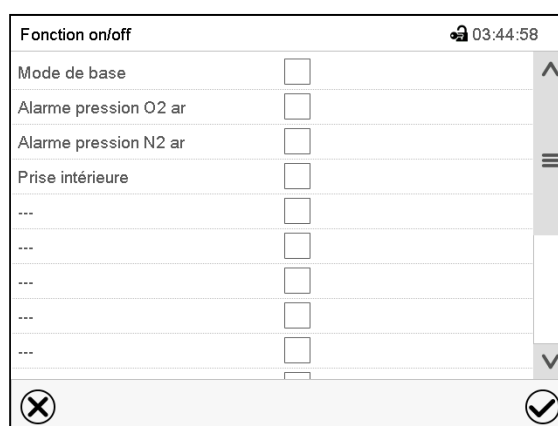 Fonction on/off 03:44:58
Mode de base
Alarme pression O2 ar
Alarme pression N2 ar
Prise intérieure
---
---
---
---
---